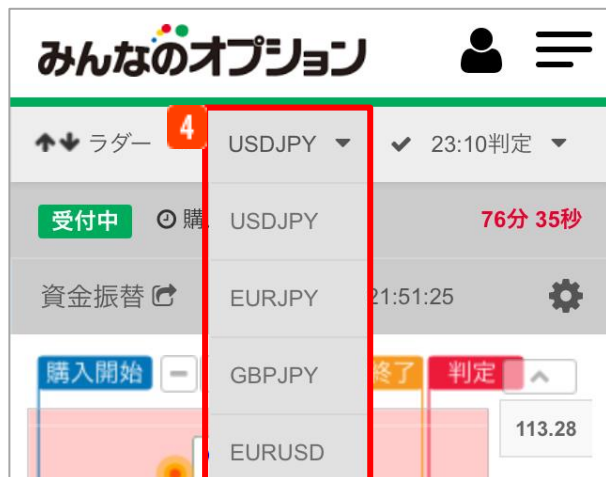 みんなのオプション
ラダー 4 USDJPY 23:10判定
受付中 購 USDJPY 76分 35秒
資金振替 EURJPY 21:51:25
購入開始 GBPJPY 終了 判定
113.28
EURUSD